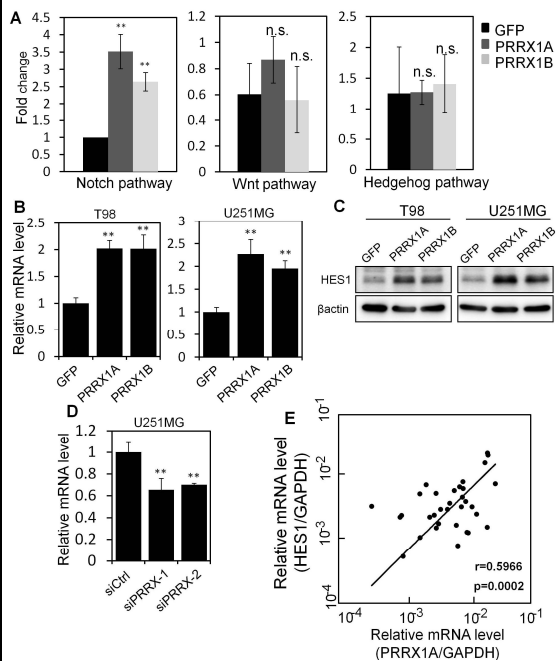 A
GFP
PRRX1A
PRRX1B
Fold change
4.5
4
3.5
3
2.5
2
1.5
1
0.5
0
**
**
Notch pathway
1.2
1
0.8
0.6
0.4
0.2
0
n.s.
n.s.
Wnt pathway
2.5
2
1.5
1
0.5
0
n.s.
n.s.
Hedgehog pathway
B
T98
Relative mRNA level
2.5
2
1.5
1
0.5
0
**
**
GFP
PRRX1A
PRRX1B
U251MG
3
2.5
2
1.5
1
0.5
0
**
**
GFP
PRRX1A
PRRX1B
C
T98
U251MG
GFP
PRRX1A
PRRX1B
GFP
PRRX1A
PRRX1B
HES1
βactin
D
U251MG
Relative mRNA level
1.2
1
0.8
0.6
0.4
0.2
0
**
**
siCtrl
siPRRX-1
siPRRX-2
E
Relative mRNA level
(HES1/GAPDH)
10-1
10-2
10-3
10-4
r=0.5966
p=0.0002
10-4
10-3
10-2
10-1
Relative mRNA level
(PRRX1A/GAPDH)